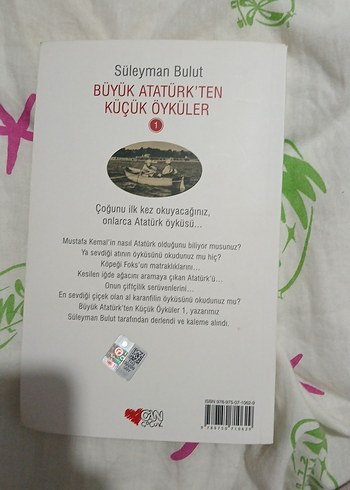 Süleyman Bulut
BÜYÜK ATATÜRK'TEN
KÜÇÜK ÖYKÜLER
1
Çoğunu ilk kez okuyacağınız,
onlarca Atatürk öyküsü...
Mustafa Kemal'in nasıl Atatürk olduğunu biliyor musunuz?
Ya sevdiği atının öyküsünü okudunuz mu hiç?
Köpeği Foks'un matraklıklarını...
Kesilen iğde ağacını aramaya çıkan Atatürk'ü...
Onun çiftçilik serüvenlerini...
En sevdiği çiçek olan al karanfilin öyküsünü okudunuz mu?
Büyük Atatürk'ten Küçük Öyküler 1, yazarımız
Süleyman Bulut tarafından derlendi ve kaleme alındı.
CAN
ÇOCUK